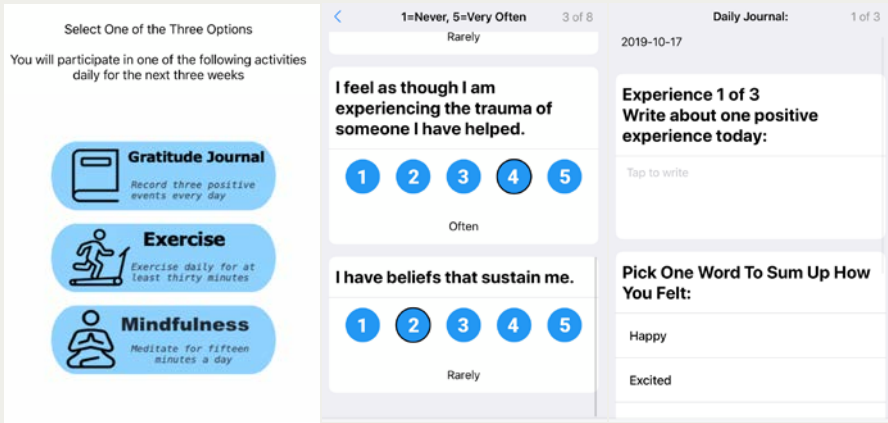 Select One of the Three Options
You will participate in one of the following activities
daily for the next three weeks
Gratitude Journal
Record three positive
events every day
Exercise
Exercise daily for at
least thirty minutes
Mindfulness
Meditate for fifteen
minutes a day
1=Never, 5=Very Often 3 of 8
Rarely
I feel as though I am
experiencing the trauma of
someone I have helped.
1 2 3 4 5
Often
I have beliefs that sustain me.
1 2 3 4 5
Rarely
Daily Journal: 1 of 3
2019-10-17
Experience 1 of 3
Write about one positive
experience today:
Tap to write
Pick One Word To Sum Up How
You Felt:
Happy
Excited